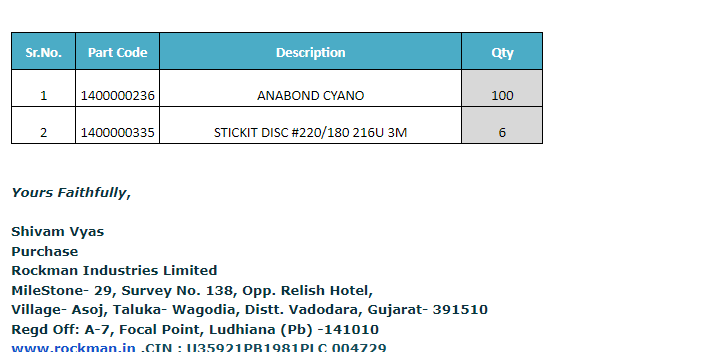 Sr.No. Part Code Description Qty
1 1400000236 ANABOND CYANO 100
2 1400000335 STICKIT DISC #220/180 216U 3M 6
Yours Faithfully,
Shivam Vyas
Purchase
Rockman Industries Limited
MileStone- 29, Survey No. 138, Opp. Relish Hotel,
Village- Asoj, Taluka- Wagodia, Distt. Vadodara, Gujarat- 391510
Regd Off: A-7, Focal Point, Ludhiana (Pb) -141010
www.rockman.in .CIN : U35921PB1981PLC 004729